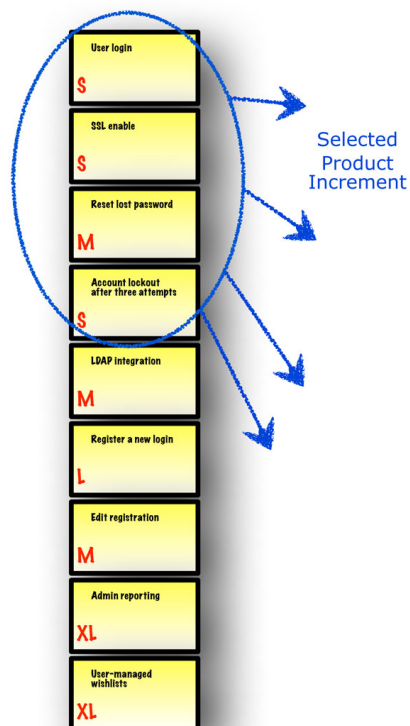 User login
S
SSL enable
S
Selected
Product
Increment
Reset lost password
M
Account lockout
after three attempts
S
LDAP integration
M
Register a new login
L
Edit registration
M
Admin reporting
XL
User-managed
wishlists
XL